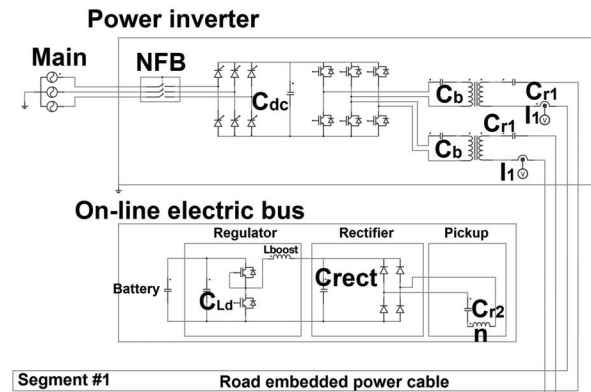 Power inverter
Main
NFB
Cdc
Cb
Cr1
I1
V
Cr1
Cb
I1
V
On-line electric bus
Regulator
Rectifier
Pickup
Lboost
Battery
CLd
Crect
Cr2
n
Segment #1
Road embedded power cable